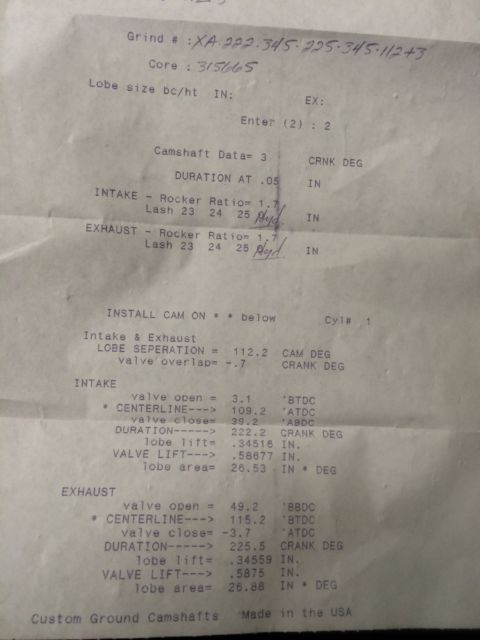 Grind # : XA-222-345-225-345-112+3
Core : 315665
Lobe size bc/ht IN: EX:
Enter (2) : 2
Camshaft Data= 3 CRNK DEG
DURATION AT .05 IN
INTAKE - Rocker Ratio= 1.7
Lash 23 24 25 Hyd. IN
EXHAUST - Rocker Ratio= 1.7
Lash 23 24 25 Hyd. IN
INSTALL CAM ON * * below Cyl# 1
Intake & Exhaust
LOBE SEPERATION = 112.2 CAM DEG
valve overlap= -.7 CRANK DEG
INTAKE
valve open = 3.1 'BTDC
* CENTERLINE---> 109.2 'ATDC
valve close= 39.2 'ABDC
DURATION-----> 222.2 CRANK DEG
lobe lift= .34516 IN.
VALVE LIFT---> .58677 IN.
lobe area= 26.53 IN * DEG
EXHAUST
valve open = 49.2 'BBDC
* CENTERLINE---> 115.2 'BTDC
valve close= -3.7 'ATDC
DURATION-----> 225.5 CRANK DEG
lobe lift= .34559 IN.
VALVE LIFT---> .5875 IN.
lobe area= 26.88 IN * DEG
Custom Ground Camshafts Made in the USA